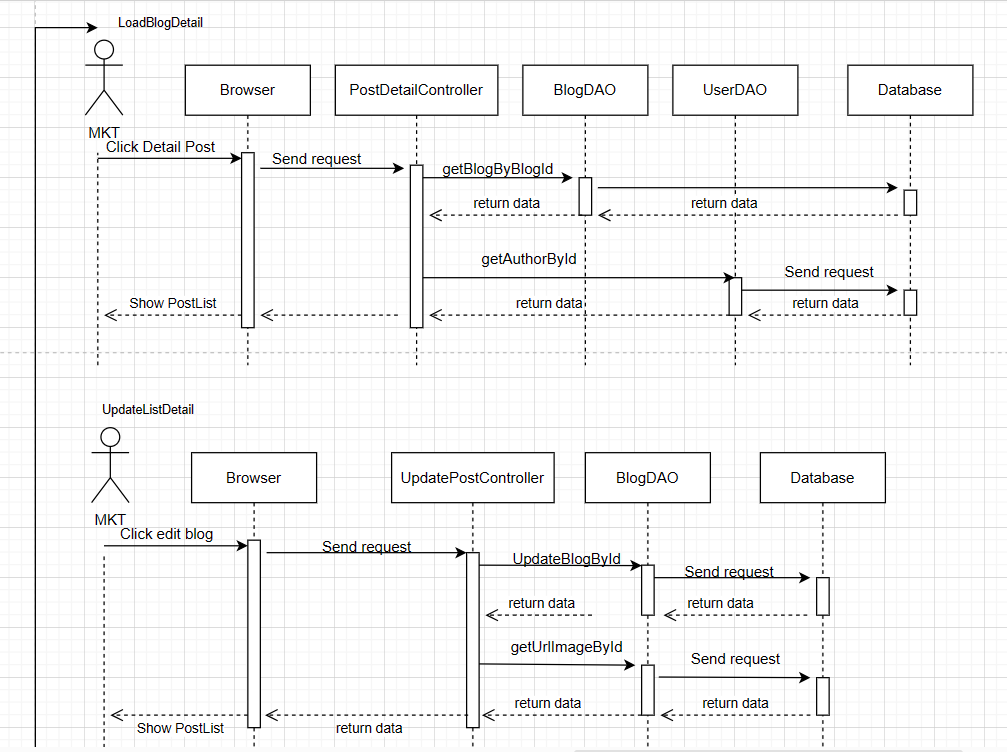 LoadBlogDetail
Browser
PostDetailController
BlogDAO
UserDAO
Database
MKT
Click Detail Post
Send request
getBlogByBlogId
return data
return data
getAuthorById
Send request
Show PostList
return data
return data
UpdateListDetail
Browser
UpdatePostController
BlogDAO
Database
MKT
Click edit blog
Send request
UpdateBlogById
Send request
return data
return data
getUrlImageById
Send request
return data
return data
Show PostList
return data